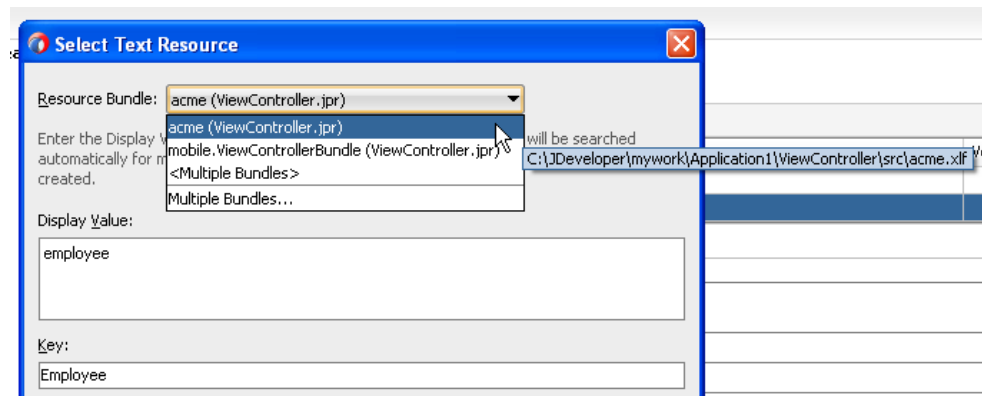 Select Text Resource
Resource Bundle: acme (ViewController.jpr)
acme (ViewController.jpr)
Enter the Display will be searched
mobile.ViewControllerBundle (ViewController.jpr)
C:\JDeveloper\mywork\Application1\ViewController\src\acme.xlf
automatically for
<Multiple Bundles>
created.
Multiple Bundles...
Display Value:
employee
Key:
Employee